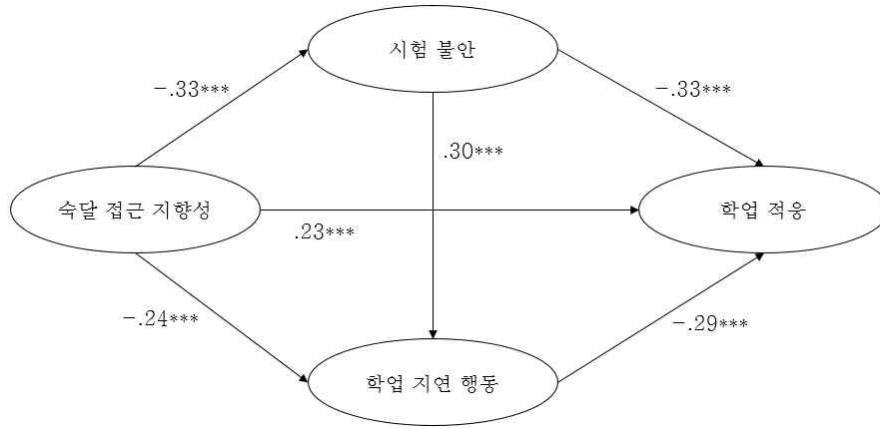 시험 불안
-.33***
-.33***
.30***
숙달 접근 지향성
학업 적응
.23***
-.24***
-.29***
학업 지연 행동